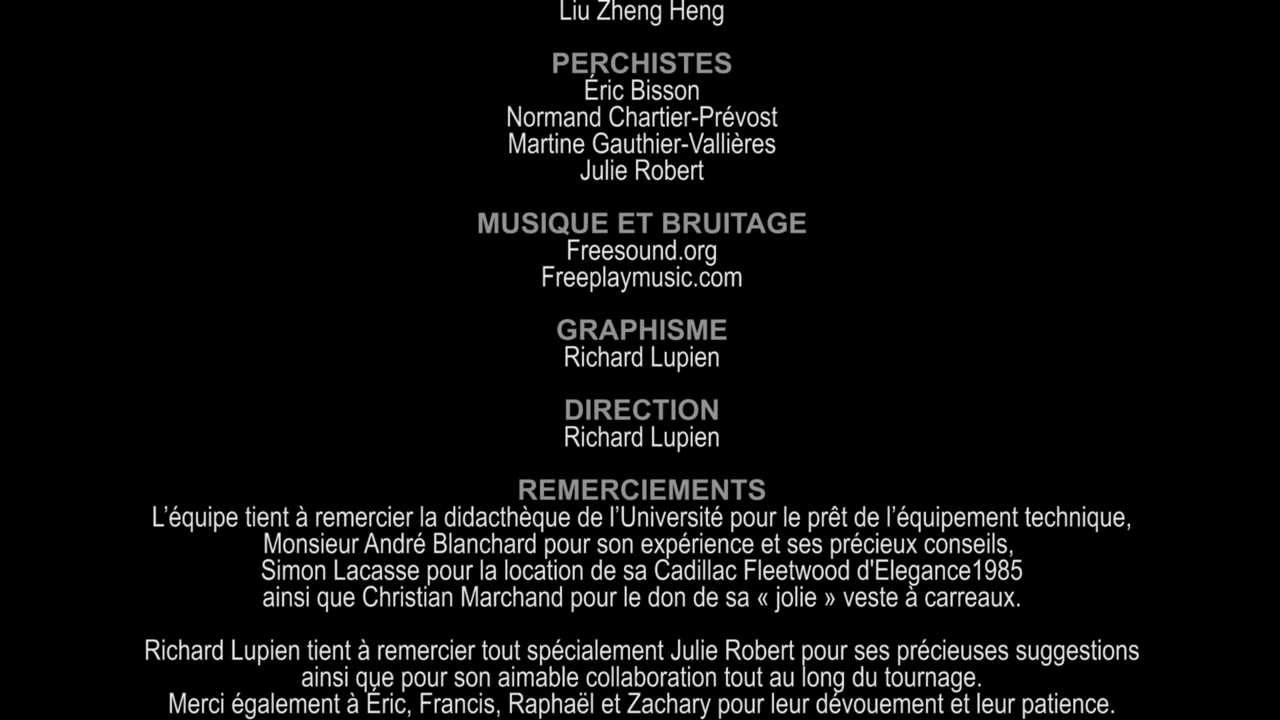 Liu Zheng Heng
PERCHISTES
Éric Bisson
Normand Chartier-Prévost
Martine Gauthier-Vallières
Julie Robert
MUSIQUE ET BRUITAGE
Freesound.org
Freeplaymusic.com
GRAPHISME
Richard Lupien
DIRECTION
Richard Lupien
REMERCIEMENTS
L’équipe tient à remercier la didacthèque de l’Université pour le prêt de l’équipement technique,
Monsieur André Blanchard pour son expérience et ses précieux conseils,
Simon Lacasse pour la location de sa Cadillac Fleetwood d'Elegance1985
ainsi que Christian Marchand pour le don de sa « jolie » veste à carreaux.
Richard Lupien tient à remercier tout spécialement Julie Robert pour ses précieuses suggestions
ainsi que pour son aimable collaboration tout au long du tournage.
Merci également à Éric, Francis, Raphaël et Zachary pour leur dévouement et leur patience.